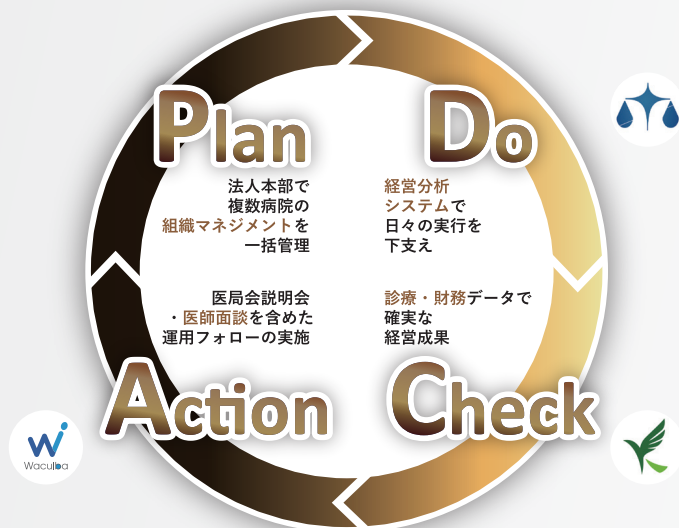 Plan
法人本部で
複数病院の
組織マネジメントを
一括管理
Do
経営分析
システムで
日々の実行を
下支え
医局会説明会
・医師面談を含めた
運用フォローの実施
Action
診療・財務データで
確実な
経営成果
Check
Waculba